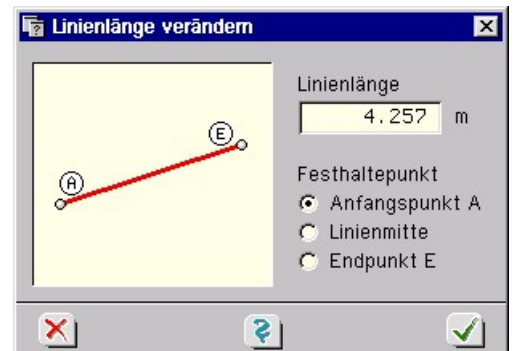 Linienlänge verändern
Linienlänge
4.257 m
E
A
Festhaltepunkt
Anfangspunkt A
Linienmitte
Endpunkt E